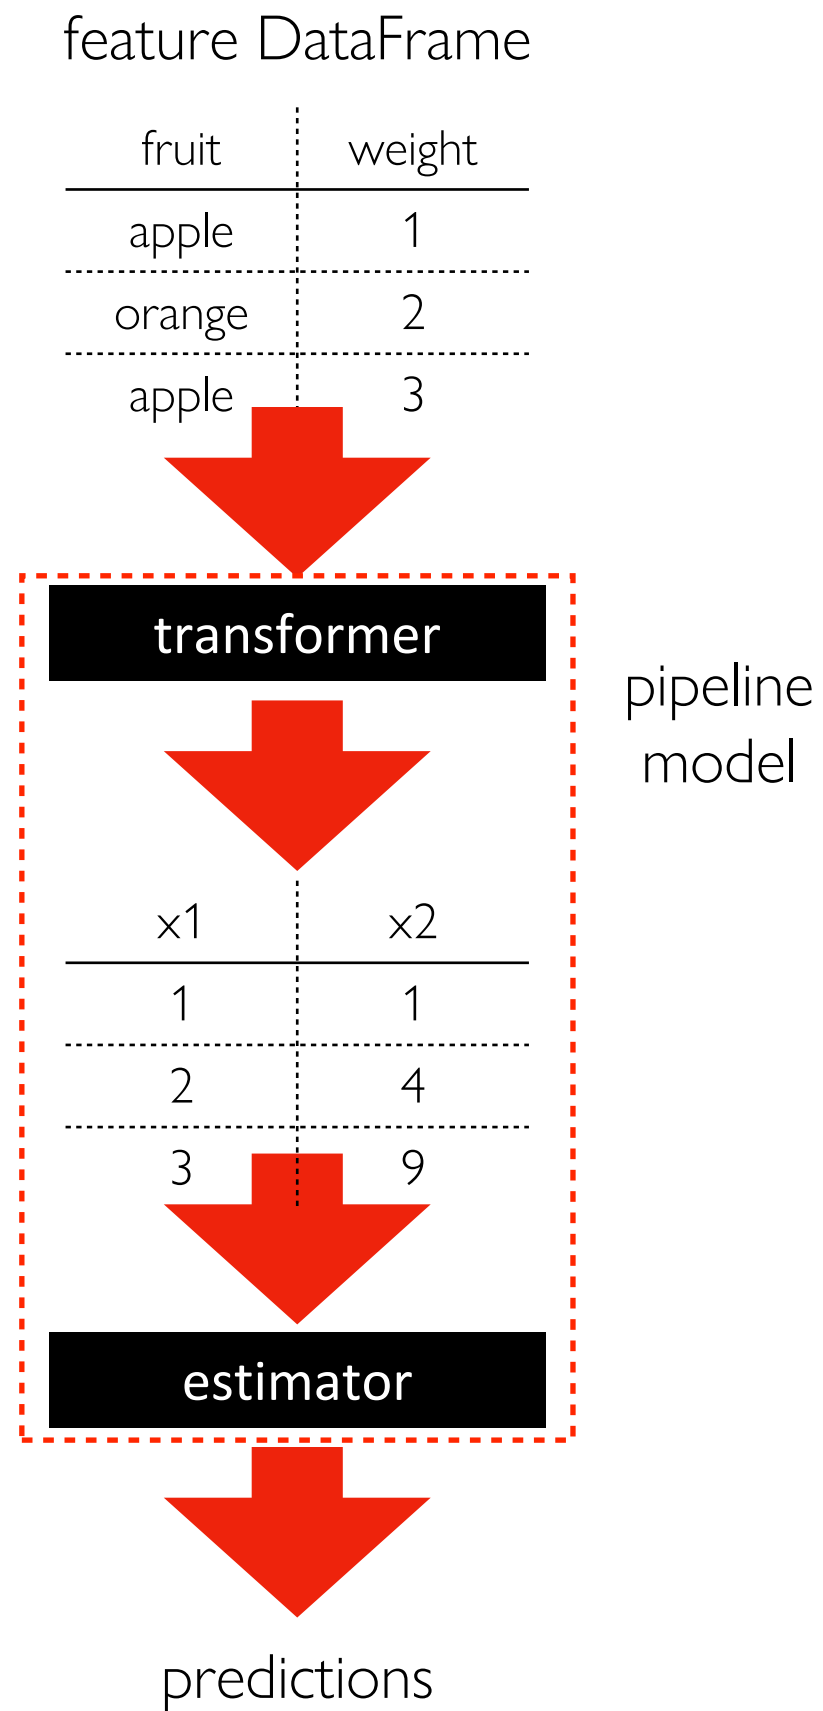 feature DataFrame
fruit weight
apple 1
orange 2
apple 3
transformer
pipeline
model
x1 x2
1 1
2 4
3 9
estimator
predictions